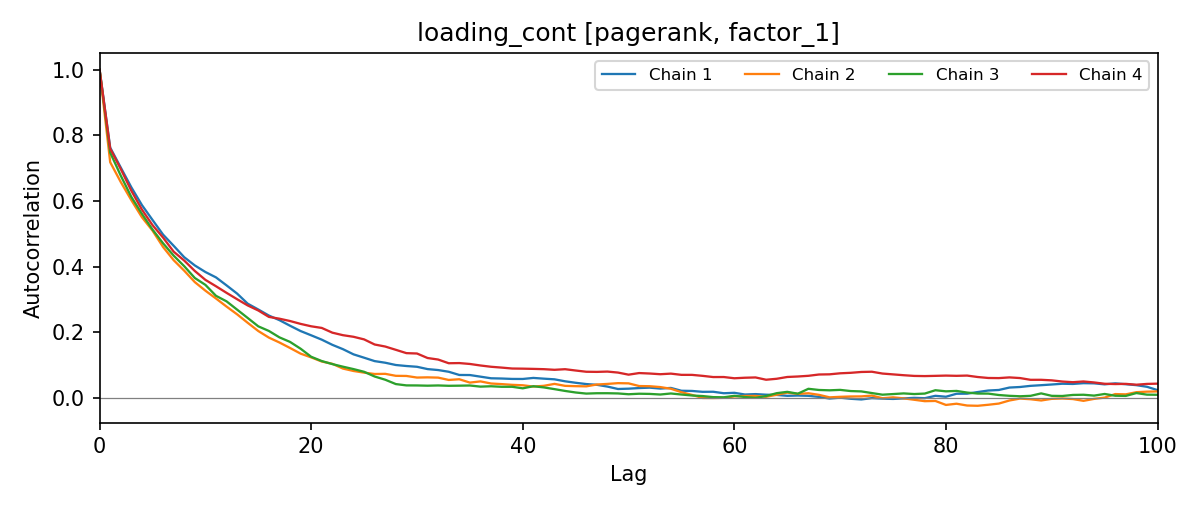 loading_cont [pagerank, factor_1]
Chain 1 Chain 2 Chain 3 Chain 4
Autocorrelation
1.0
0.8
0.6
0.4
0.2
0.0
0 20 40 60 80 100
Lag